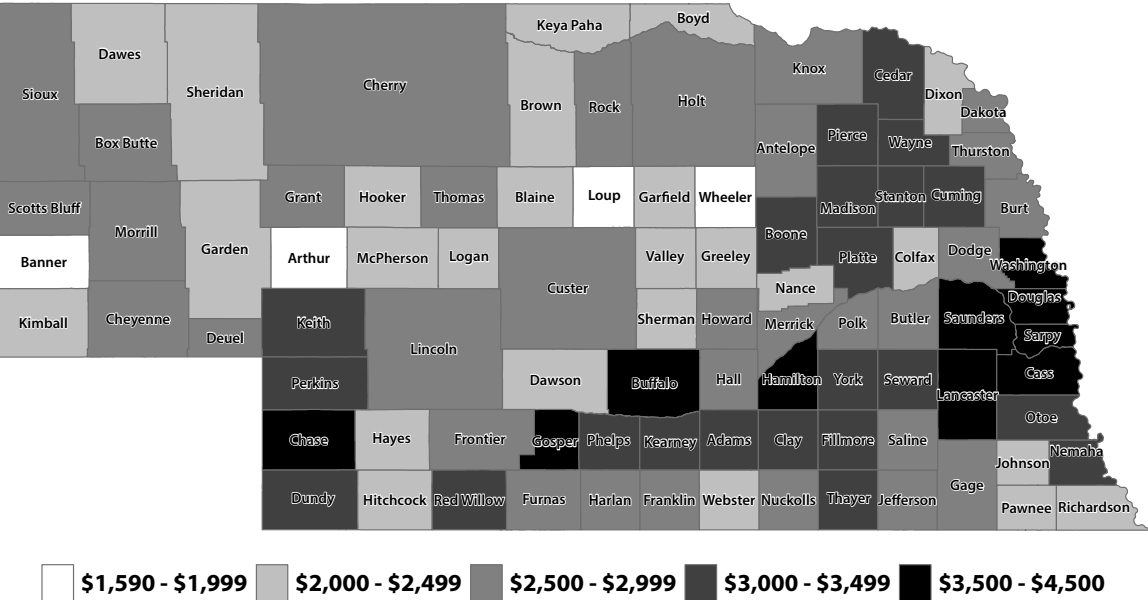 Keya Paha
Boyd
Dawes
Sheridan
Cherry
Sioux
Knox
Cedar
Dixon
Brown
Rock
Holt
Dakota
Box Butte
Antelope
Pierce
Wayne
Thurston
Grant
Hooker
Thomas
Blaine
Loup
Garfield
Wheeler
Scotts Bluff
Madison
Stanton
Cuming
Burt
Morrill
Boone
Garden
Banner
Arthur
McPherson
Logan
Valley
Greeley
Platte
Colfax
Dodge
Washington
Custer
Nance
Douglas
Kimball
Cheyenne
Deuel
Keith
Lincoln
Sherman
Howard
Merrick
Polk
Butler
Saunders
Sarpy
Perkins
Dawson
Buffalo
Hall
Hamilton
York
Seward
Lancaster
Cass
Otoe
Chase
Hayes
Frontier
Gosper
Phelps
Kearney
Adams
Clay
Fillmore
Saline
Johnson
Nemaha
Dundy
Hitchcock
Red Willow
Furnas
Harlan
Franklin
Webster
Nuckolls
Thayer
Jefferson
Gage
Pawnee
Richardson
$1,590 - $1,999
$2,000 - $2,499
$2,500 - $2,999
$3,000 - $3,499
$3,500 - $4,500